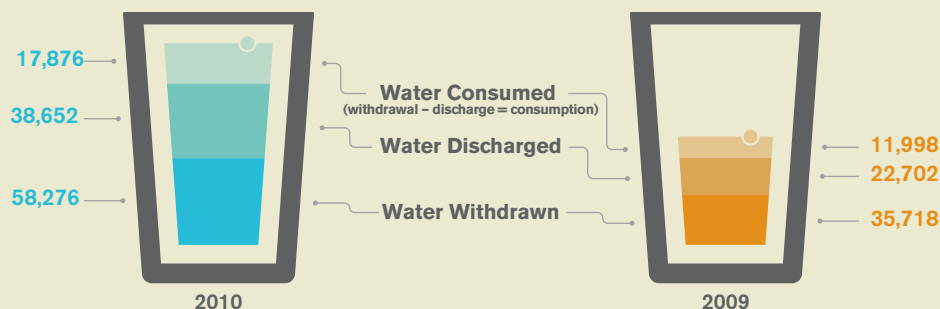 17,876
38,652
58,276
Water Consumed
(withdrawal – discharge = consumption)
Water Discharged
Water Withdrawn
11,998
22,702
35,718
2010
2009